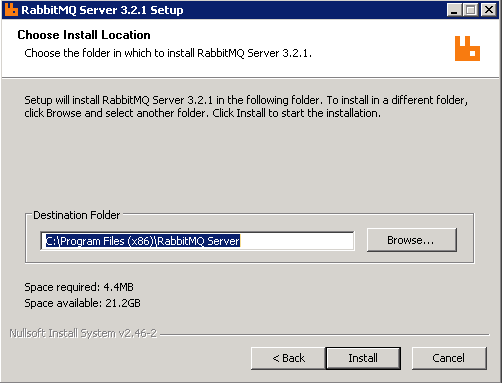 RabbitMQ Server 3.2.1 Setup
Choose Install Location
Choose the folder in which to install RabbitMQ Server 3.2.1.
Setup will install RabbitMQ Server 3.2.1 in the following folder. To install in a different folder,
click Browse and select another folder. Click Install to start the installation.
Destination Folder
C:\Program Files (x86)\RabbitMQ Server
Browse...
Space required: 4.4MB
Space available: 21.2GB
Nullsoft Install System v2.46-2
< Back
Install
Cancel